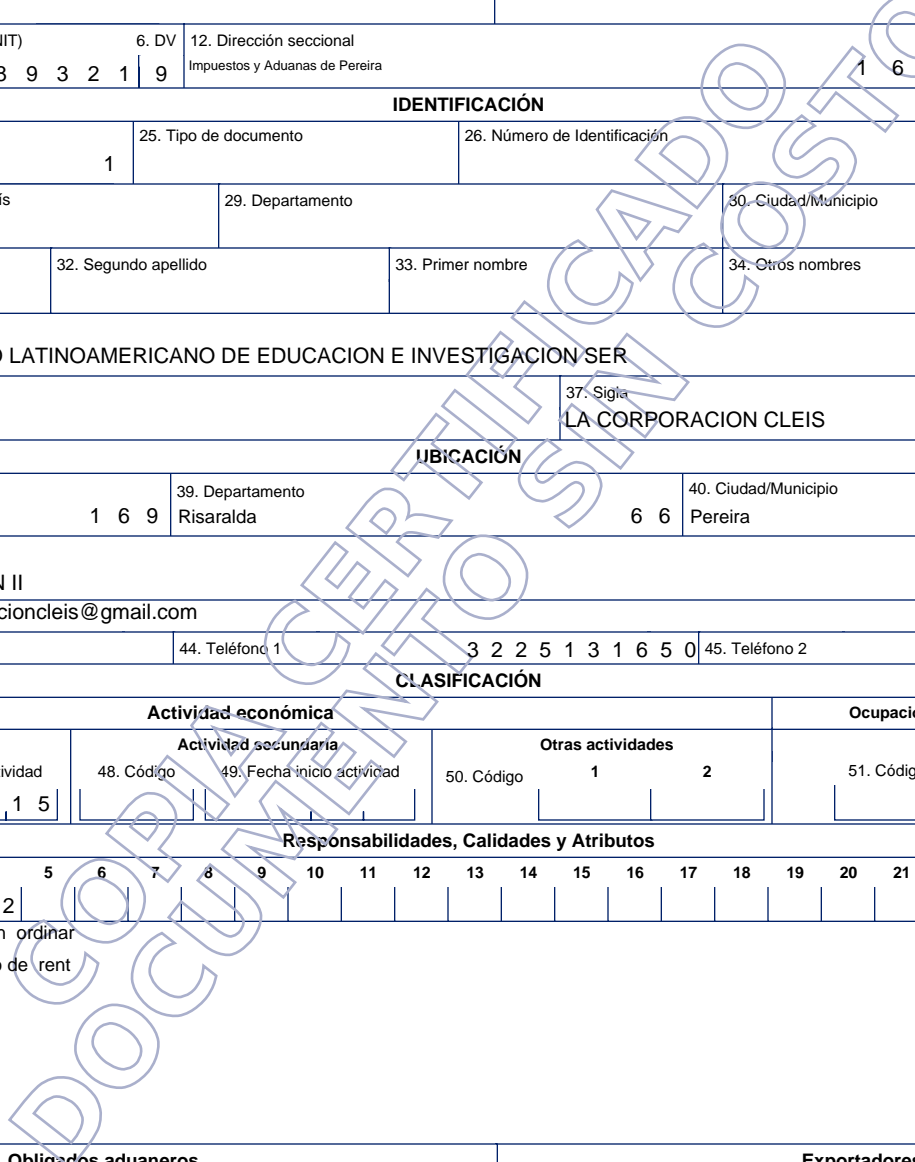 NIT) 6. DV 12. Dirección seccional
8 9 3 2 1 9 Impuestos y Aduanas de Pereira 1 6
IDENTIFICACIÓN
25. Tipo de documento 26. Número de Identificación
1
ís 29. Departamento 30. Ciudad/Municipio
32. Segundo apellido 33. Primer nombre 34. Otros nombres
O LATINOAMERICANO DE EDUCACION E INVESTIGACION SER
37. Sigla
LA CORPORACION CLEIS
UBICACIÓN
39. Departamento 40. Ciudad/Municipio
1 6 9 Risaralda 6 6 Pereira
N II
cioncleis@gmail.com
44. Teléfono 1 3 2 2 5 1 3 1 6 5 0 45. Teléfono 2
CLASIFICACIÓN
Actividad económica Ocupació
Actividad secundaria Otras actividades
ividad 48. Código 49. Fecha inicio actividad 50. Código 1 2 51. Códig
1 5
Responsabilidades, Calidades y Atributos
5 6 7 8 9 10 11 12 13 14 15 16 17 18 19 20 21
2
n ordinar
o de rent
Obligados aduaneros Exportadores
COPIA CERTIFICADO
DOCUMENTO SIN COSTO